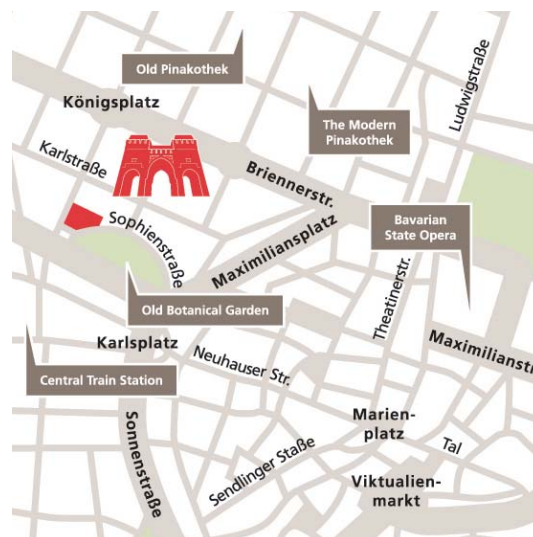 Old Pinakothek
Königsplatz
Ludwigstraße
The Modern
Pinakothek
Karlstraße
Briennerstr.
Sophienstraße
Maximiliansplatz
Bavarian
State Opera
Theatinerstr.
Old Botanical Garden
Karlsplatz
Neuhauser Str.
Maximilianstr
Central Train Station
Marien-
platz
Sonnenstraße
Sendlinger Staße
Tal
Viktualien-
markt